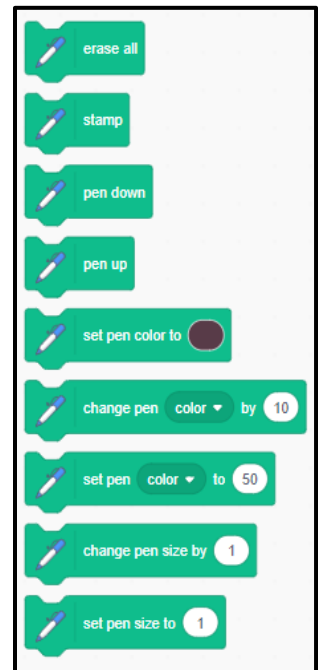 erase all
stamp
pen down
pen up
set pen color to
change pen color by 10
set pen color to 50
change pen size by 1
set pen size to 1